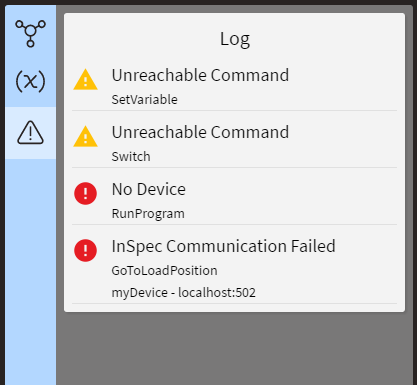 Log
(x)
Unreachable Command
SetVariable
Unreachable Command
Switch
No Device
RunProgram
InSpec Communication Failed
GoToLoadPosition
myDevice - localhost:502